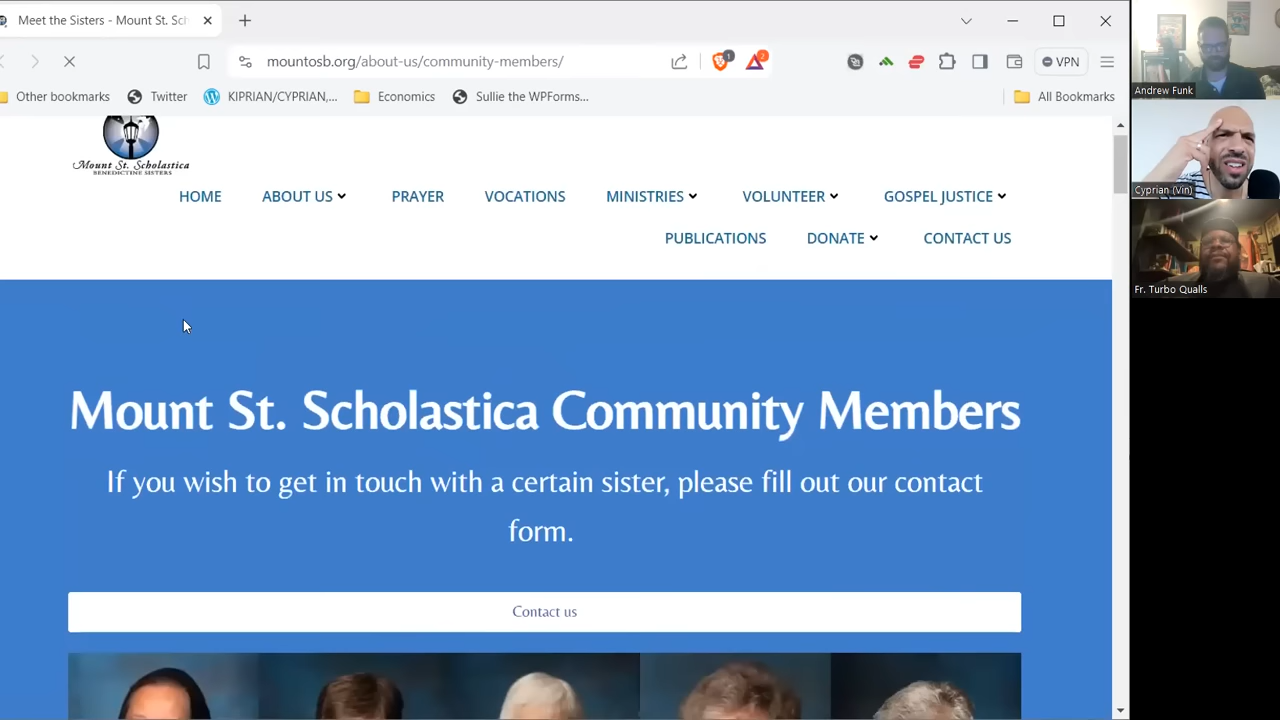 Meet the Sisters - Mount St. Sch
mountosb.org/about-us/community-members/
1
2
VPN
Other bookmarks
Twitter
KIPRIAN/CYPRIAN,...
Economics
Sullie the WPForms...
All Bookmarks
Mount St. Scholastica
BENEDICTINE SISTERS
HOME
ABOUT US
PRAYER
VOCATIONS
MINISTRIES
VOLUNTEER
GOSPEL JUSTICE
PUBLICATIONS
DONATE
CONTACT US
Mount St. Scholastica Community Members
If you wish to get in touch with a certain sister, please fill out our contact
form.
Contact us
Andrew Funk
Cyprian (Vin)
Fr. Turbo Qualls